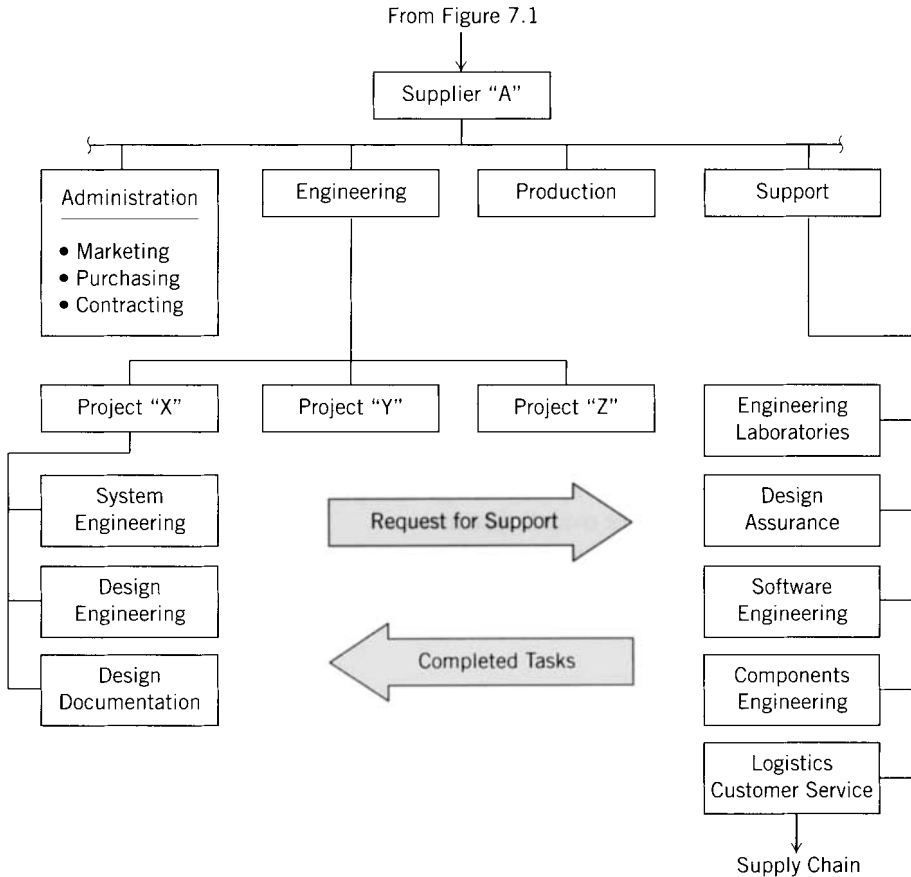 From Figure 7.1
Supplier “A”
Administration
• Marketing
• Purchasing
• Contracting
Engineering
Production
Support
Project “X”
Project “Y”
Project “Z”
System
Engineering
Design
Engineering
Design
Documentation
Request for Support
Completed Tasks
Engineering
Laboratories
Design
Assurance
Software
Engineering
Components
Engineering
Logistics
Customer Service
Supply Chain